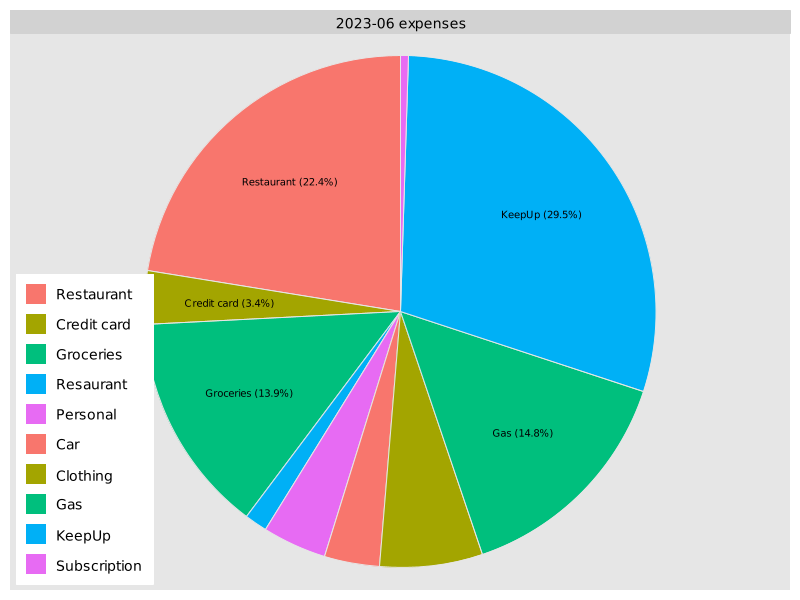 2023-06 expenses
Restaurant (22.4%)
KeepUp (29.5%)
Credit card (3.4%)
Groceries (13.9%)
Gas (14.8%)
Restaurant
Credit card
Groceries
Resaurant
Personal
Car
Clothing
Gas
KeepUp
Subscription